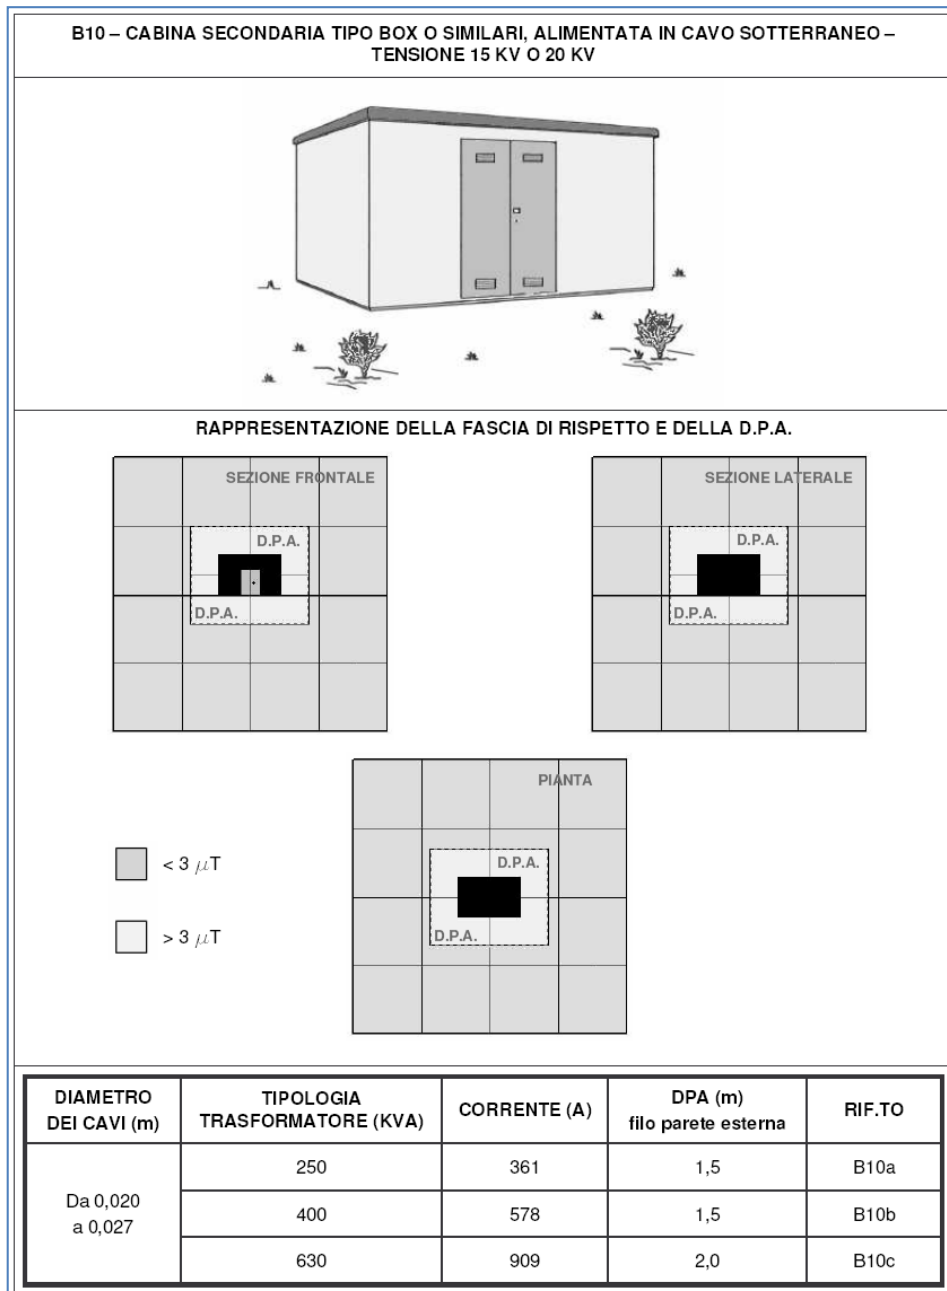 B10 – CABINA SECONDARIA TIPO BOX O SIMILARI, ALIMENTATA IN CAVO SOTTERRANEO –
TENSIONE 15 KV O 20 KV
RAPPRESENTAZIONE DELLA FASCIA DI RISPETTO E DELLA D.P.A.
SEZIONE FRONTALE
D.P.A.
D.P.A.
SEZIONE LATERALE
D.P.A.
D.P.A.
PIANTA
D.P.A.
D.P.A.
< 3 μT
> 3 μT
DIAMETRO
DEI CAVI (m)
TIPOLOGIA
TRASFORMATORE (KVA)
CORRENTE (A)
DPA (m)
filo parete esterna
RIF.TO
Da 0,020
a 0,027
250
361
1,5
B10a
400
578
1,5
B10b
630
909
2,0
B10c